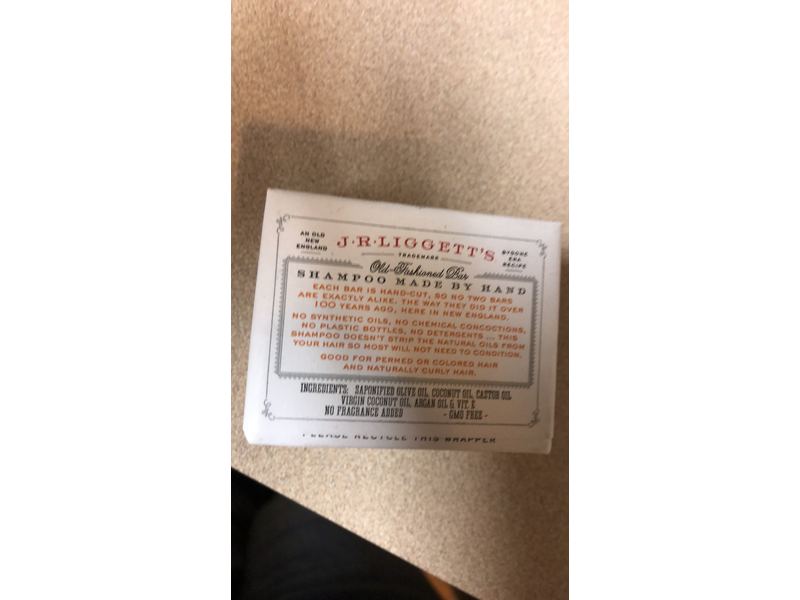 AN OLD NEW ENGLAND
J·R·LIGGETT'S
TRADEMARK
BYGONE ERA RECIPE
Old-Fashioned Bar
SHAMPOO MADE BY HAND
EACH BAR IS HAND-CUT, SO NO TWO BARS
ARE EXACTLY ALIKE, THE WAY THEY DID IT OVER
100 YEARS AGO, HERE IN NEW ENGLAND.
NO SYNTHETIC OILS, NO CHEMICAL CONCOCTIONS,
NO PLASTIC BOTTLES, NO DETERGENTS ... THIS
SHAMPOO DOESN'T STRIP THE NATURAL OILS FROM
YOUR HAIR SO MOST WILL NOT NEED TO CONDITION.
GOOD FOR PERMED OR COLORED HAIR
AND NATURALLY CURLY HAIR.
INGREDIENTS: SAPONIFIED OLIVE OIL, COCONUT OIL, CASTOR OIL
VIRGIN COCONUT OIL, ARGAN OIL & VIT. E
NO FRAGRANCE ADDED - GMO FREE -
PLEASE RECYCLE THIS WRAPPER